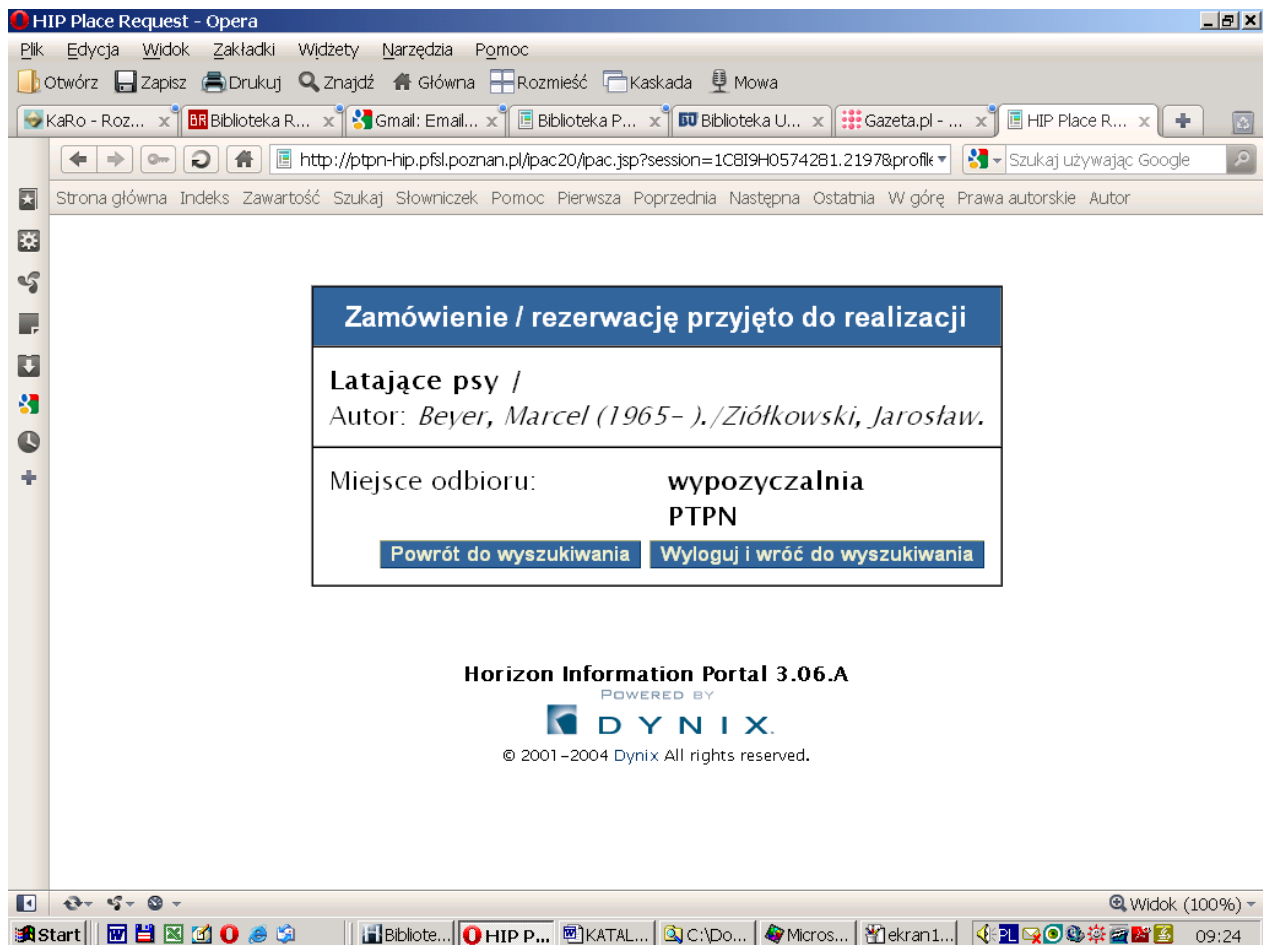 HIP Place Request - Opera
Plik Edycja Widok Zakładki Widżety Narzędzia Pomoc
Otwórz Zapisz Drukuj Znajdź Główna Rozmieść Kaskada Mowa
KaRo - Roz... x BR Biblioteka R... x Gmail: Email... x Biblioteka P... x Biblioteka U... x Gazeta.pl - ... x HIP Place R... x
http://ptpn-hip.pfsl.poznan.pl/ipac20/ipac.jsp?session=1C8I9H0574281.2197&profile Szukaj używając Google
Strona główna Indeks Zawartość Szukaj Słowniczek Pomoc Pierwsza Poprzednia Następna Ostatnia W górę Prawa autorskie Autor
Zamówienie / rezerwację przyjęto do realizacji
Latające psy /
Autor: Beyer, Marcel (1965- )./Ziółkowski, Jarosław.
Miejsce odbioru: wypozyczalnia
PTPN
Powrót do wyszukiwania Wyloguj i wróć do wyszukiwania
Horizon Information Portal 3.06.A
POWERED BY
DYNIX.
© 2001-2004 Dynix All rights reserved.
Widok (100%)
Start Bibliote... HIP P... KATAL... C:\Do... Micros... ekran1... PL 09:24